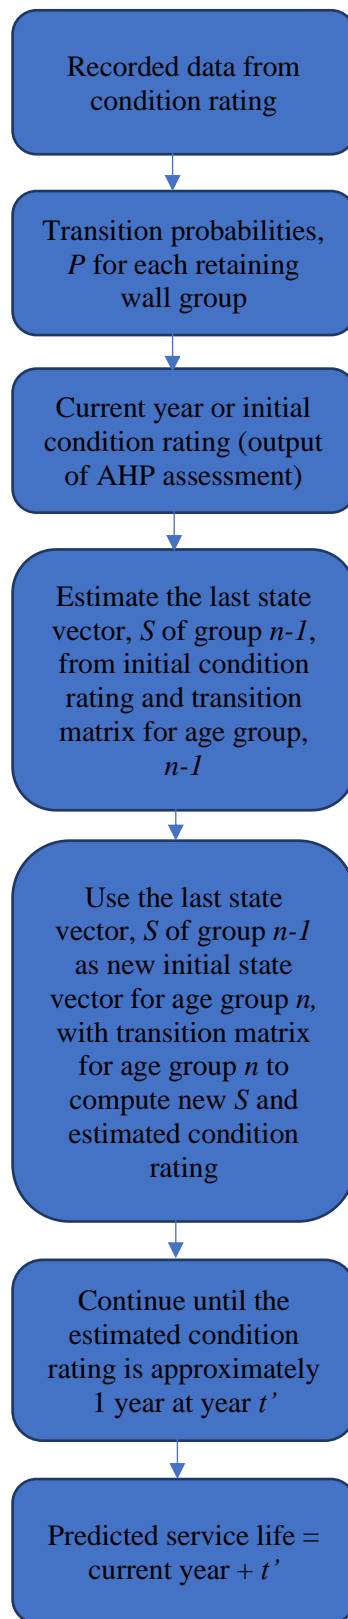 Recorded data from
condition rating
Transition probabilities,
P for each retaining
wall group
Current year or initial
condition rating (output
of AHP assessment)
Estimate the last state
vector, S of group n-1,
from initial condition
rating and transition
matrix for age group,
n-1
Use the last state
vector, S of group n-1
as new initial state
vector for age group n,
with transition matrix
for age group n to
compute new S and
estimated condition
rating
Continue until the
estimated condition
rating is approximately
1 year at year t’
Predicted service life =
current year + t’